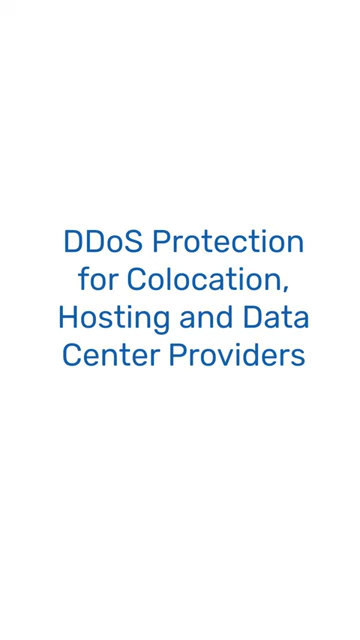 DDoS Protection
for Colocation,
Hosting and Data
Center Providers